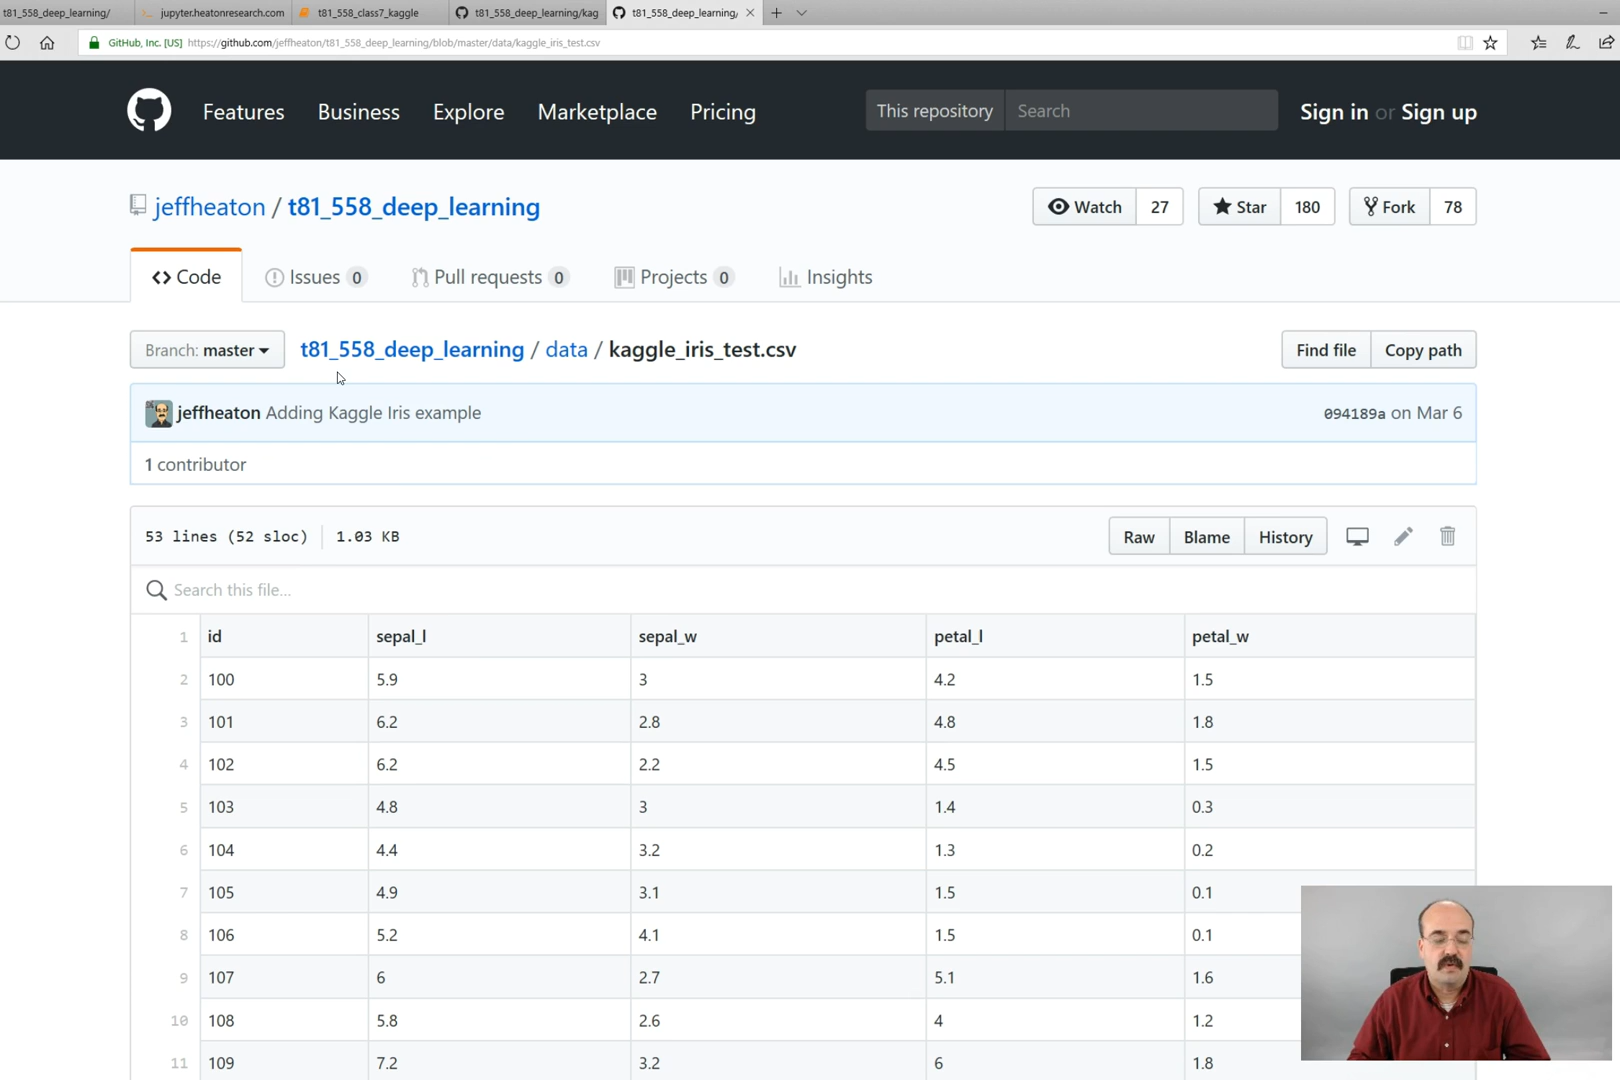 t81_558_deep_learning/ jupyter.heatonresearch.com t81_558_class7_kaggle t81_558_deep_learning/kag t81_558_deep_learning/
GitHub, Inc. [US] https://github.com/jeffheaton/t81_558_deep_learning/blob/master/data/kaggle_iris_test.csv
Features Business Explore Marketplace Pricing This repository Search Sign in or Sign up
jeffheaton / t81_558_deep_learning Watch 27 Star 180 Fork 78
Code Issues 0 Pull requests 0 Projects 0 Insights
Branch: master t81_558_deep_learning / data / kaggle_iris_test.csv Find file Copy path
jeffheaton Adding Kaggle Iris example 094189a on Mar 6
1 contributor
53 lines (52 sloc) 1.03 KB Raw Blame History
Search this file...
1 id sepal_l sepal_w petal_l petal_w
2 100 5.9 3 4.2 1.5
3 101 6.2 2.8 4.8 1.8
4 102 6.2 2.2 4.5 1.5
5 103 4.8 3 1.4 0.3
6 104 4.4 3.2 1.3 0.2
7 105 4.9 3.1 1.5 0.1
8 106 5.2 4.1 1.5 0.1
9 107 6 2.7 5.1 1.6
10 108 5.8 2.6 4 1.2
11 109 7.2 3.2 6 1.8